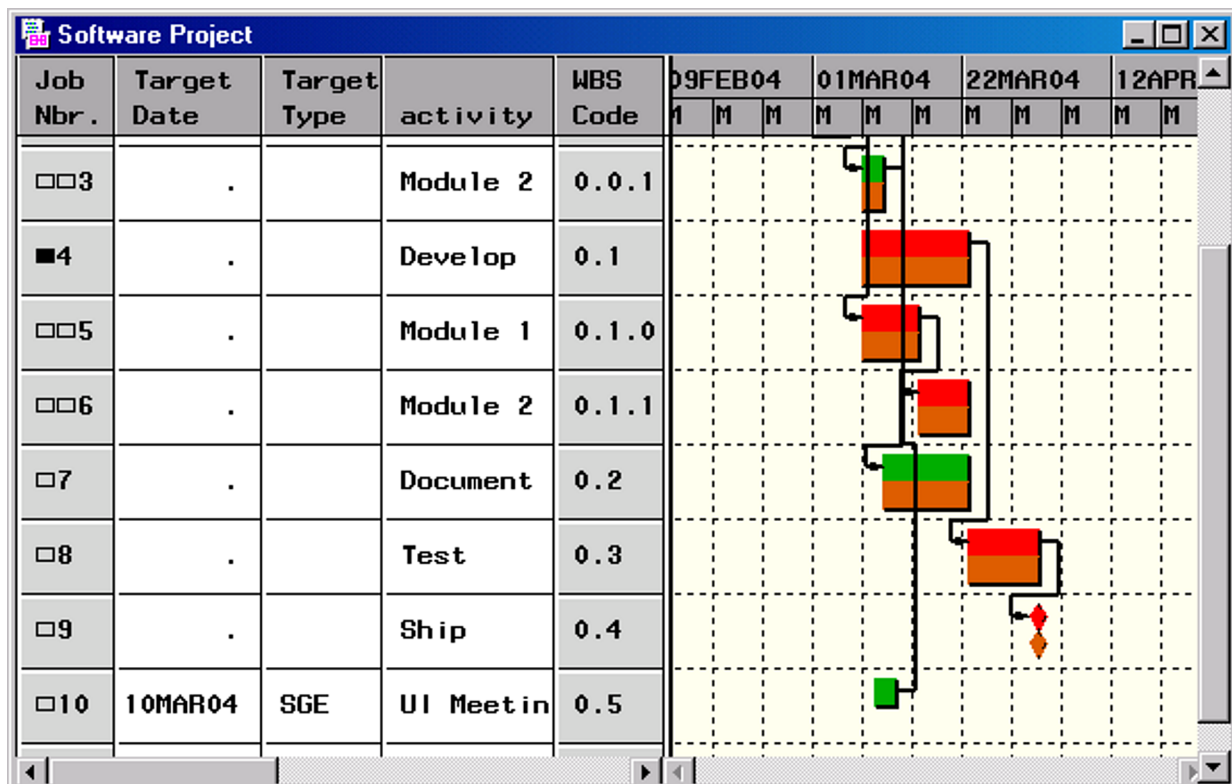 Software Project
Job Nbr. Target Date Target Type activity WBS Code 09FEB04 01MAR04 22MAR04 12APR
M M M M M M M M M M M
3 . Module 2 0.0.1
4 . Develop 0.1
5 . Module 1 0.1.0
6 . Module 2 0.1.1
7 . Document 0.2
8 . Test 0.3
9 . Ship 0.4
10 10MAR04 SGE UI Meetin 0.5